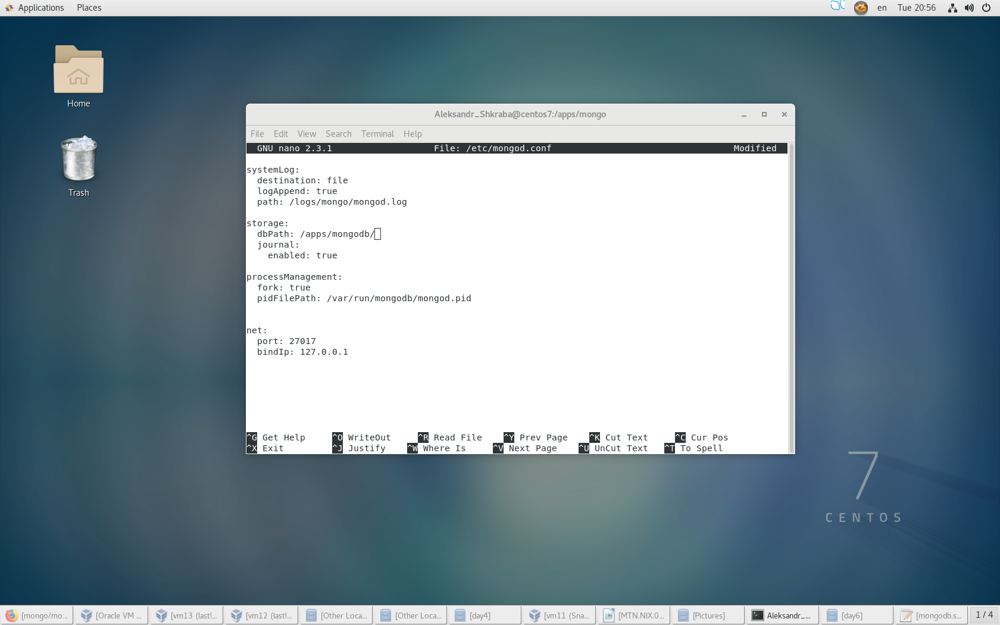 Applications Places en Tue 20:56
Home
Trash
Aleksandr_Shkraba@centos7:/apps/mongo
File Edit View Search Terminal Help
GNU nano 2.3.1 File: /etc/mongod.conf Modified
systemLog:
destination: file
logAppend: true
path: /logs/mongo/mongod.log
storage:
dbPath: /apps/mongodb/
journal:
enabled: true
processManagement:
fork: true
pidFilePath: /var/run/mongodb/mongod.pid
net:
port: 27017
bindIp: 127.0.0.1
^G Get Help ^O WriteOut ^R Read File ^Y Prev Page ^K Cut Text ^C Cur Pos
^X Exit ^J Justify ^W Where Is ^V Next Page ^U UnCut Text ^T To Spell
7
CENTOS
[mongo/mo... [Oracle VM ... [vm13 (last!... [vm12 (last!... [Other Loca... [Other Loca... [day4] [vm11 (Sna... [MTN.NIX.0... [Pictures] Aleksandr_... [day6] [mongodb.s... 1 / 4